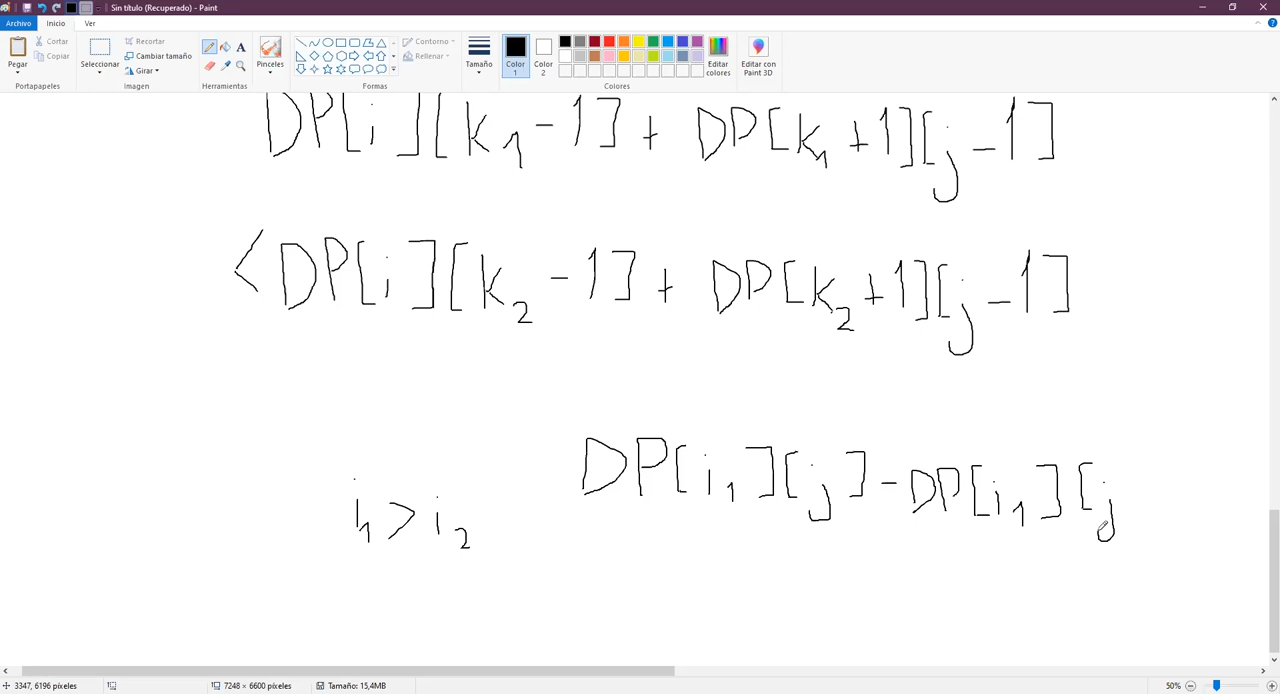 Sin título (Recuperado) - Paint
Archivo Inicio Ver
Pegar Cortar Copiar Seleccionar Recortar Cambiar tamaño Girar Pinceles Contorno Rellenar Tamaño Color 1 Color 2 Editar colores Editar con Paint 3D
Portapapeles Imagen Herramientas Formas Colores
DP[i][k₁-1] + DP[k₁+1][j-1]
<DP[i][k₂-1] + DP[k₂+1][j-1]
DP[i₁][j]-DP[i₁][j
i₁>i₂
3347, 6196 píxeles 7248 × 6600 píxeles Tamaño: 15,4MB 50%